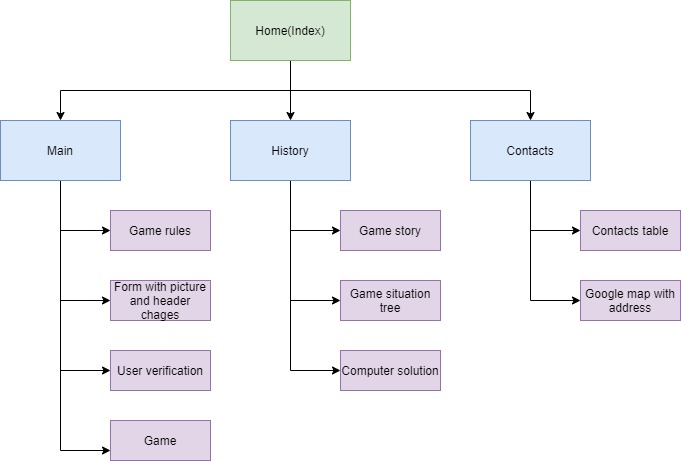 Home(Index)
Main
History
Contacts
Game rules
Game story
Contacts table
Form with picture
and header
chages
Game situation
tree
Google map with
address
User verification
Computer solution
Game